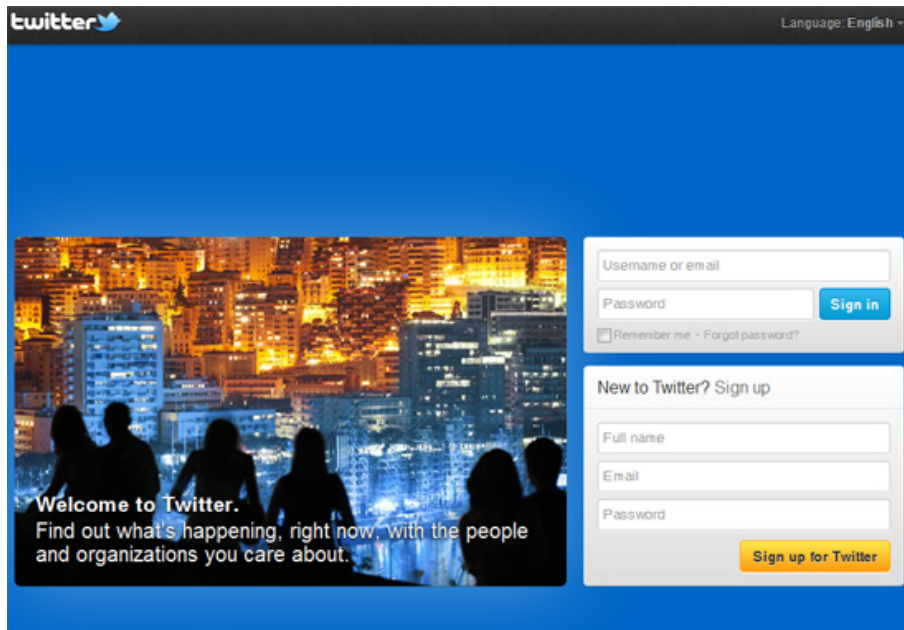 twitter
Language: English
Username or email
Password
Sign in
Remember me · Forgot password?
New to Twitter? Sign up
Full name
Email
Password
Sign up for Twitter
Welcome to Twitter.
Find out what's happening, right now, with the people
and organizations you care about.